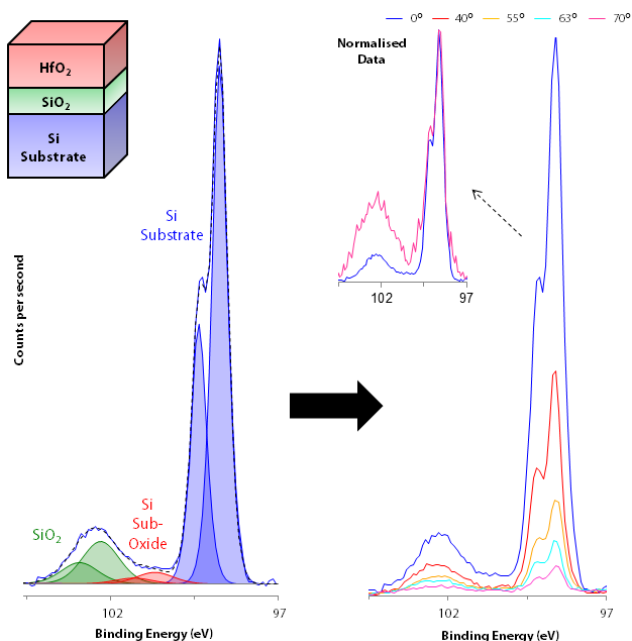 HfO₂
SiO₂
Si
Substrate
Counts per second
Si
Substrate
SiO₂
Si
Sub-
Oxide
102
97
Binding Energy (eV)
0° 40° 55° 63° 70°
Normalised
Data
102
97
102
97
Binding Energy (eV)